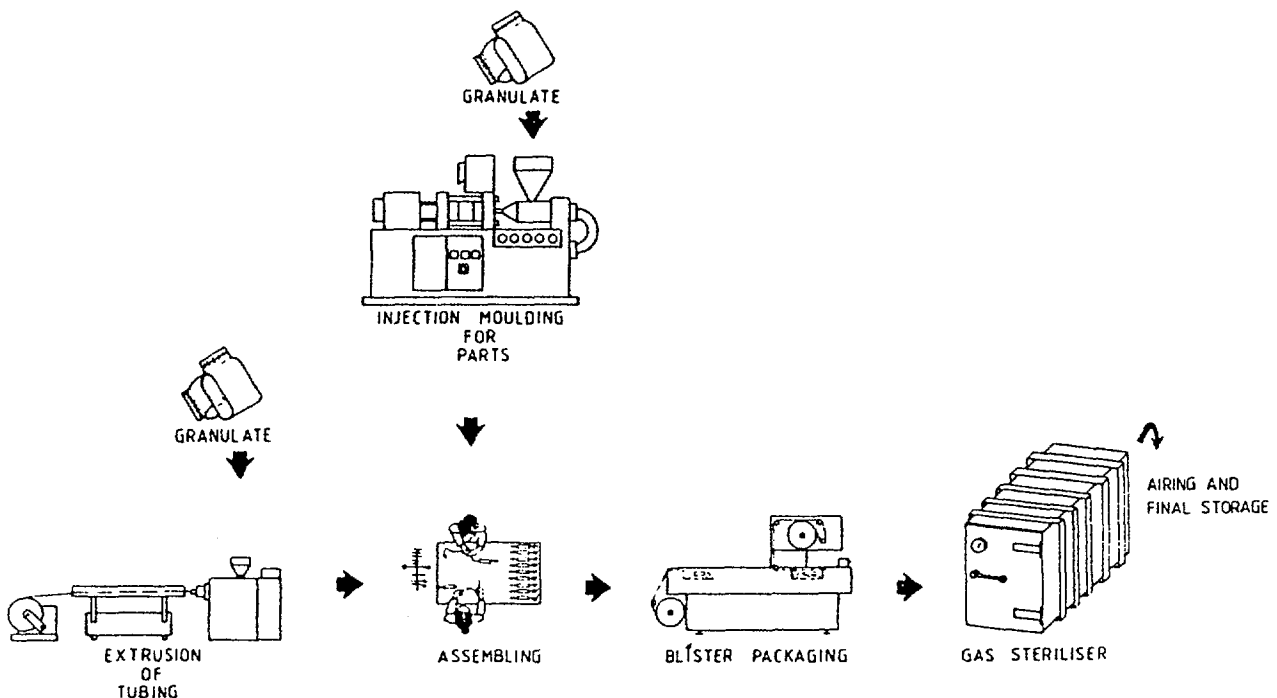 GRANULATE
INJECTION MOULDING
FOR
PARTS
GRANULATE
AIRING AND
FINAL STORAGE
EXTRUSION
OF
TUBING
ASSEMBLING
BLISTER PACKAGING
GAS STERILISER